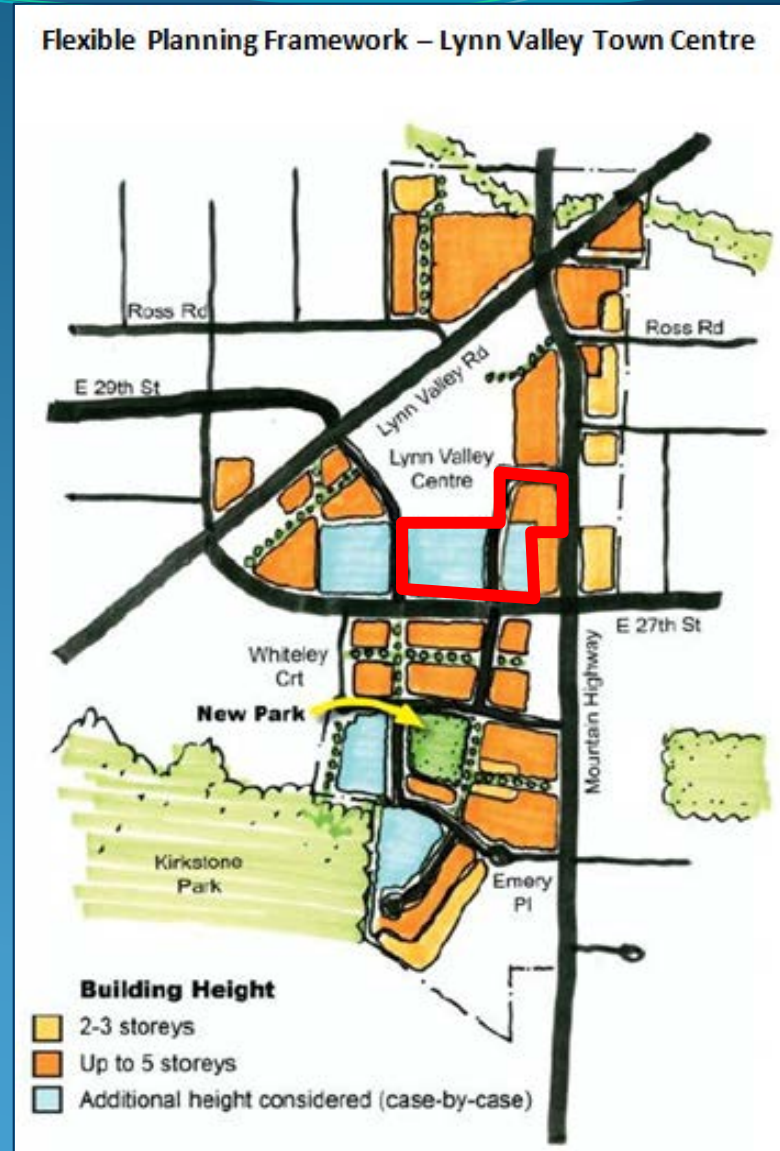 Flexible Planning Framework – Lynn Valley Town Centre
Ross Rd
Ross Rd
E 29th St
Lynn Valley Rd
Lynn Valley
Centre
E 27th St
Whiteley
Crt
New Park
Mountain Highway
Kirkstone
Park
Emery
Pl
Building Height
2-3 storeys
Up to 5 storeys
Additional height considered (case-by-case)